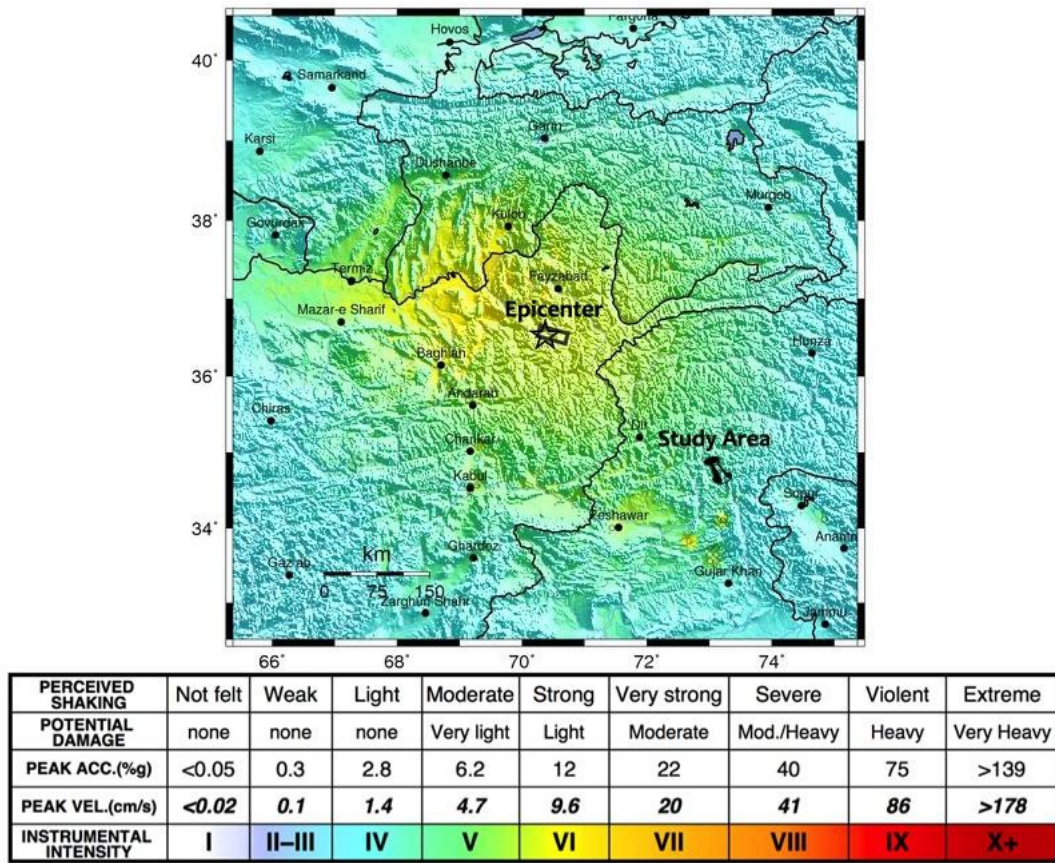 Fargona
Hovos
40°
Samarkand
Garm
Karsi
Dushanbe
Murgob
38°
Kulob
Govurdak
Termiz
Fayzabad
Epicenter
Mazar-e Sharif
Hunza
Baghlan
36°
Andarab
Chiras
Dir
Charikar
Study Area
Kabul
Sopur
34°
Peshawar
Anantn
Ghardez
km
Gaz ab
Gujar Khan
0 75 150
Zarghun Shahr
Jammu
66° 68° 70° 72° 74°
PERCEIVED SHAKING Not felt Weak Light Moderate Strong Very strong Severe Violent Extreme
POTENTIAL DAMAGE none none none Very light Light Moderate Mod./Heavy Heavy Very Heavy
PEAK ACC.(%g) <0.05 0.3 2.8 6.2 12 22 40 75 >139
PEAK VEL.(cm/s) <0.02 0.1 1.4 4.7 9.6 20 41 86 >178
INSTRUMENTAL INTENSITY I II–III IV V VI VII VIII IX X+